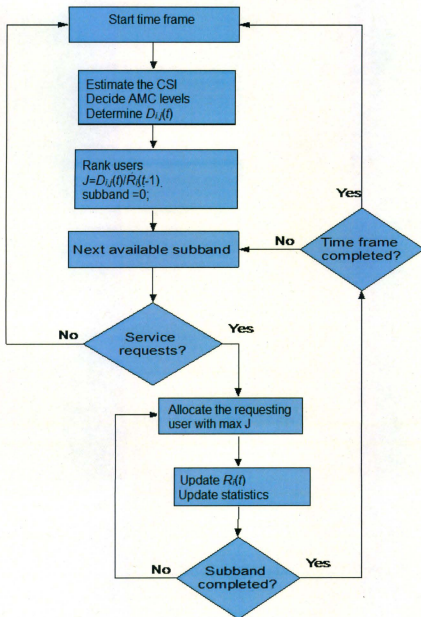 Start time frame
Estimate the CSI
Decide AMC levels
Determine Di,j(t)
Rank users
J=Di,j(t)/Ri(t-1)
subband =0;
Yes
Next available subband
No
Time frame
completed?
No
Service
requests?
Yes
Allocate the requesting
user with max J
Update Ri(t)
Update statistics
No
Subband
completed?
Yes